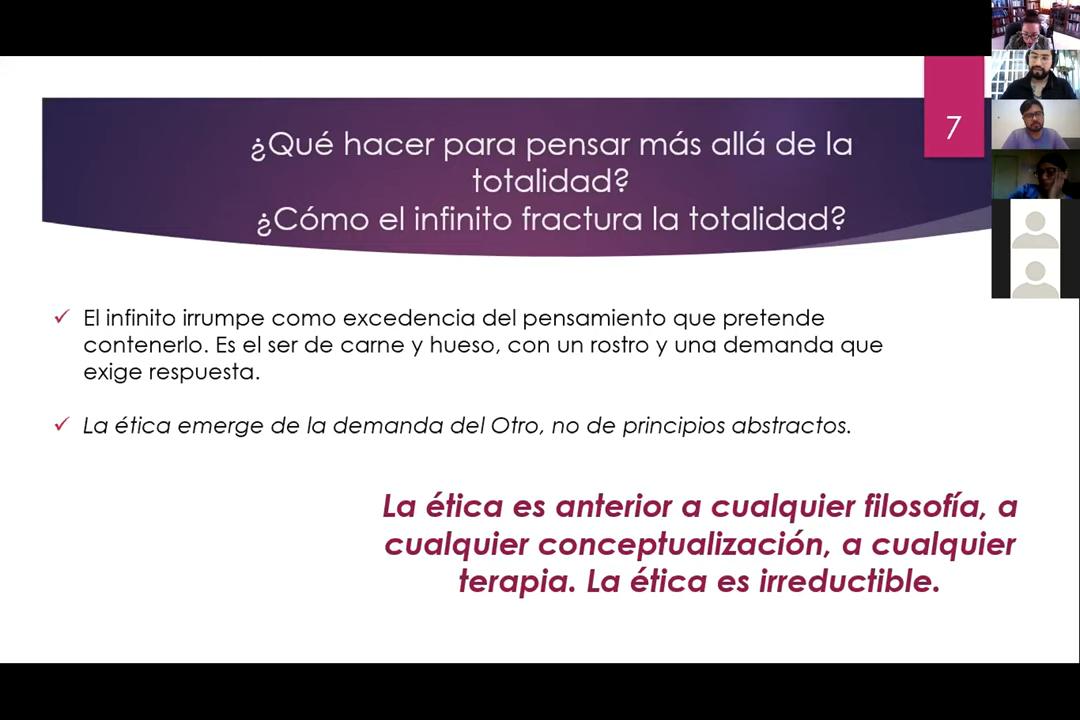 ¿Qué hacer para pensar más allá de la
totalidad?
¿Cómo el infinito fractura la totalidad?
7
El infinito irrumpe como excedencia del pensamiento que pretende
contenerlo. Es el ser de carne y hueso, con un rostro y una demanda que
exige respuesta.
La ética emerge de la demanda del Otro, no de principios abstractos.
La ética es anterior a cualquier filosofía, a
cualquier conceptualización, a cualquier
terapia. La ética es irreductible.